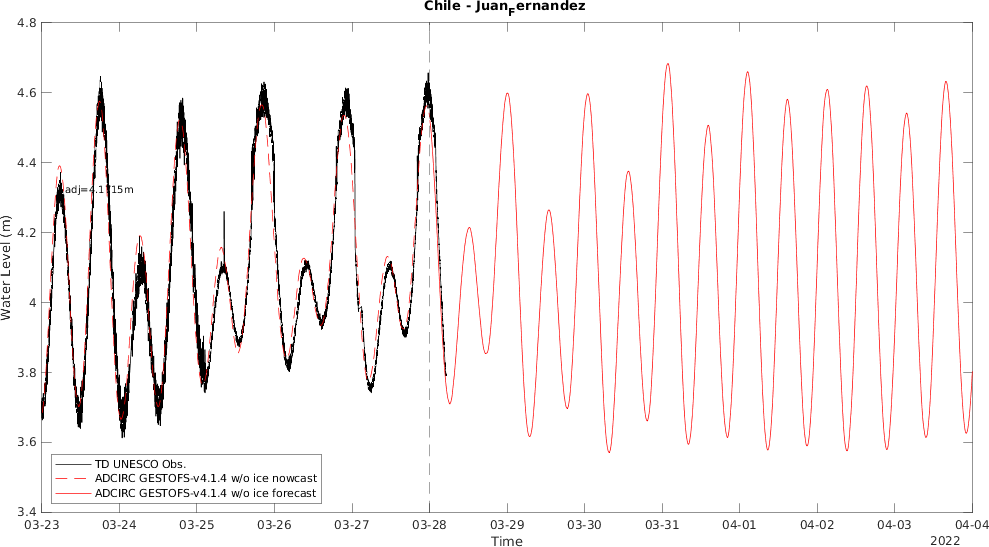 Chile - Juan_Fernandez
4.8
4.6
4.4
4.2
4
3.8
3.6
3.4
Water Level (m)
adj=4.1715m
TD UNESCO Obs.
ADCIRC GESTOFS-v4.1.4 w/o ice nowcast
ADCIRC GESTOFS-v4.1.4 w/o ice forecast
03-23 03-24 03-25 03-26 03-27 03-28 03-29 03-30 03-31 04-01 04-02 04-03 04-04
Time
2022